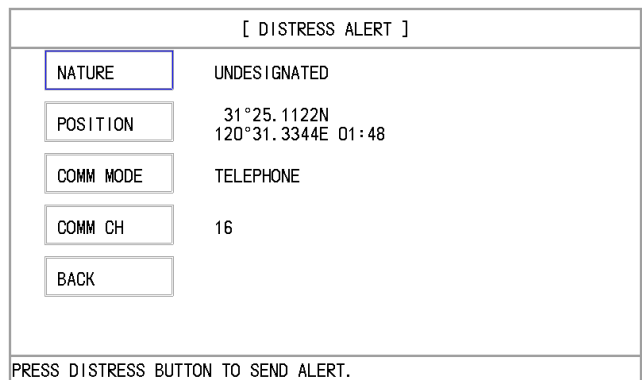 [ DISTRESS ALERT ]
NATURE UNDESIGNATED
POSITION 31°25.1122N
120°31.3344E 01:48
COMM MODE TELEPHONE
COMM CH 16
BACK
PRESS DISTRESS BUTTON TO SEND ALERT.